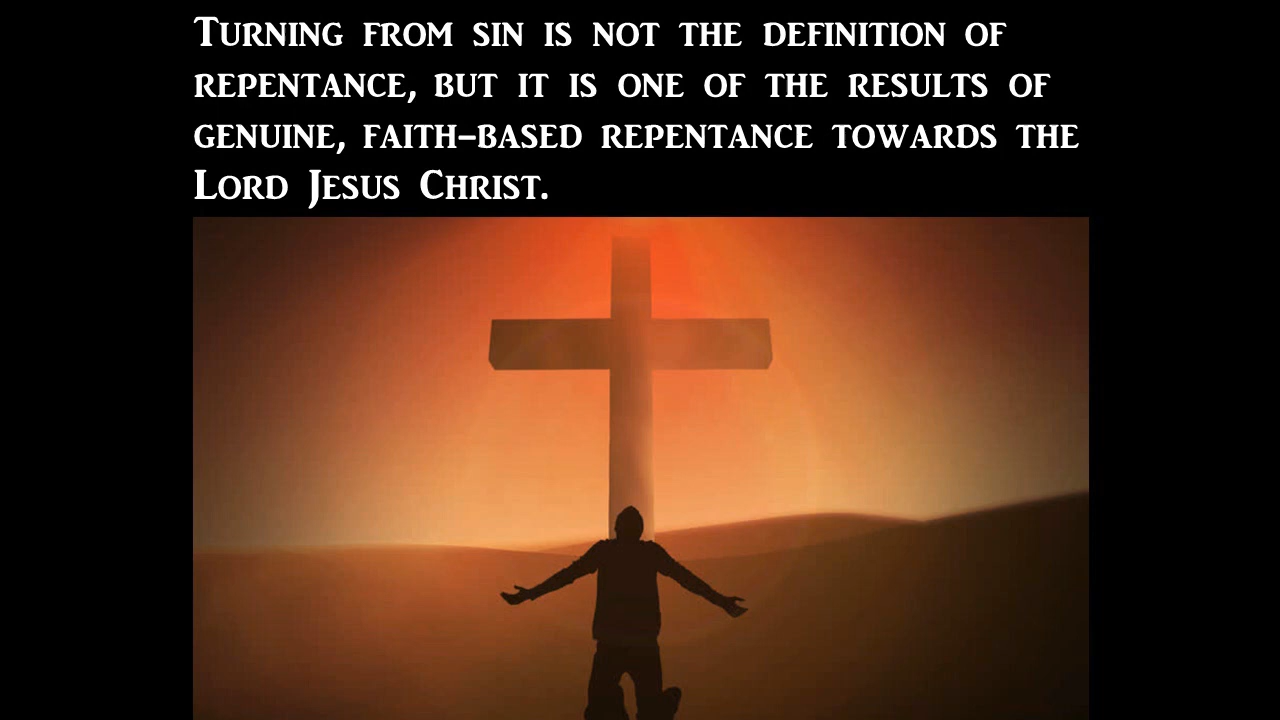 Turning from sin is not the definition of
repentance, but it is one of the results of
genuine, faith-based repentance towards the
Lord Jesus Christ.